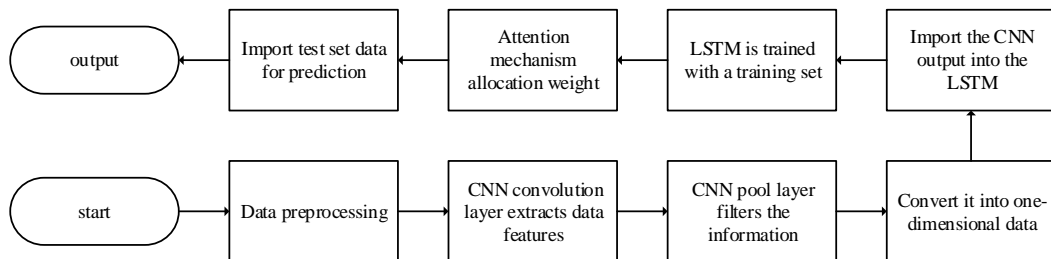 output
Import test set data
for prediction
Attention
mechanism
allocation weight
LSTM is trained
with a training set
Import the CNN
output into the
LSTM
start
Data preprocessing
CNN convolution
layer extracts data
features
CNN pool layer
filters the
information
Convert it into one-
dimensional data